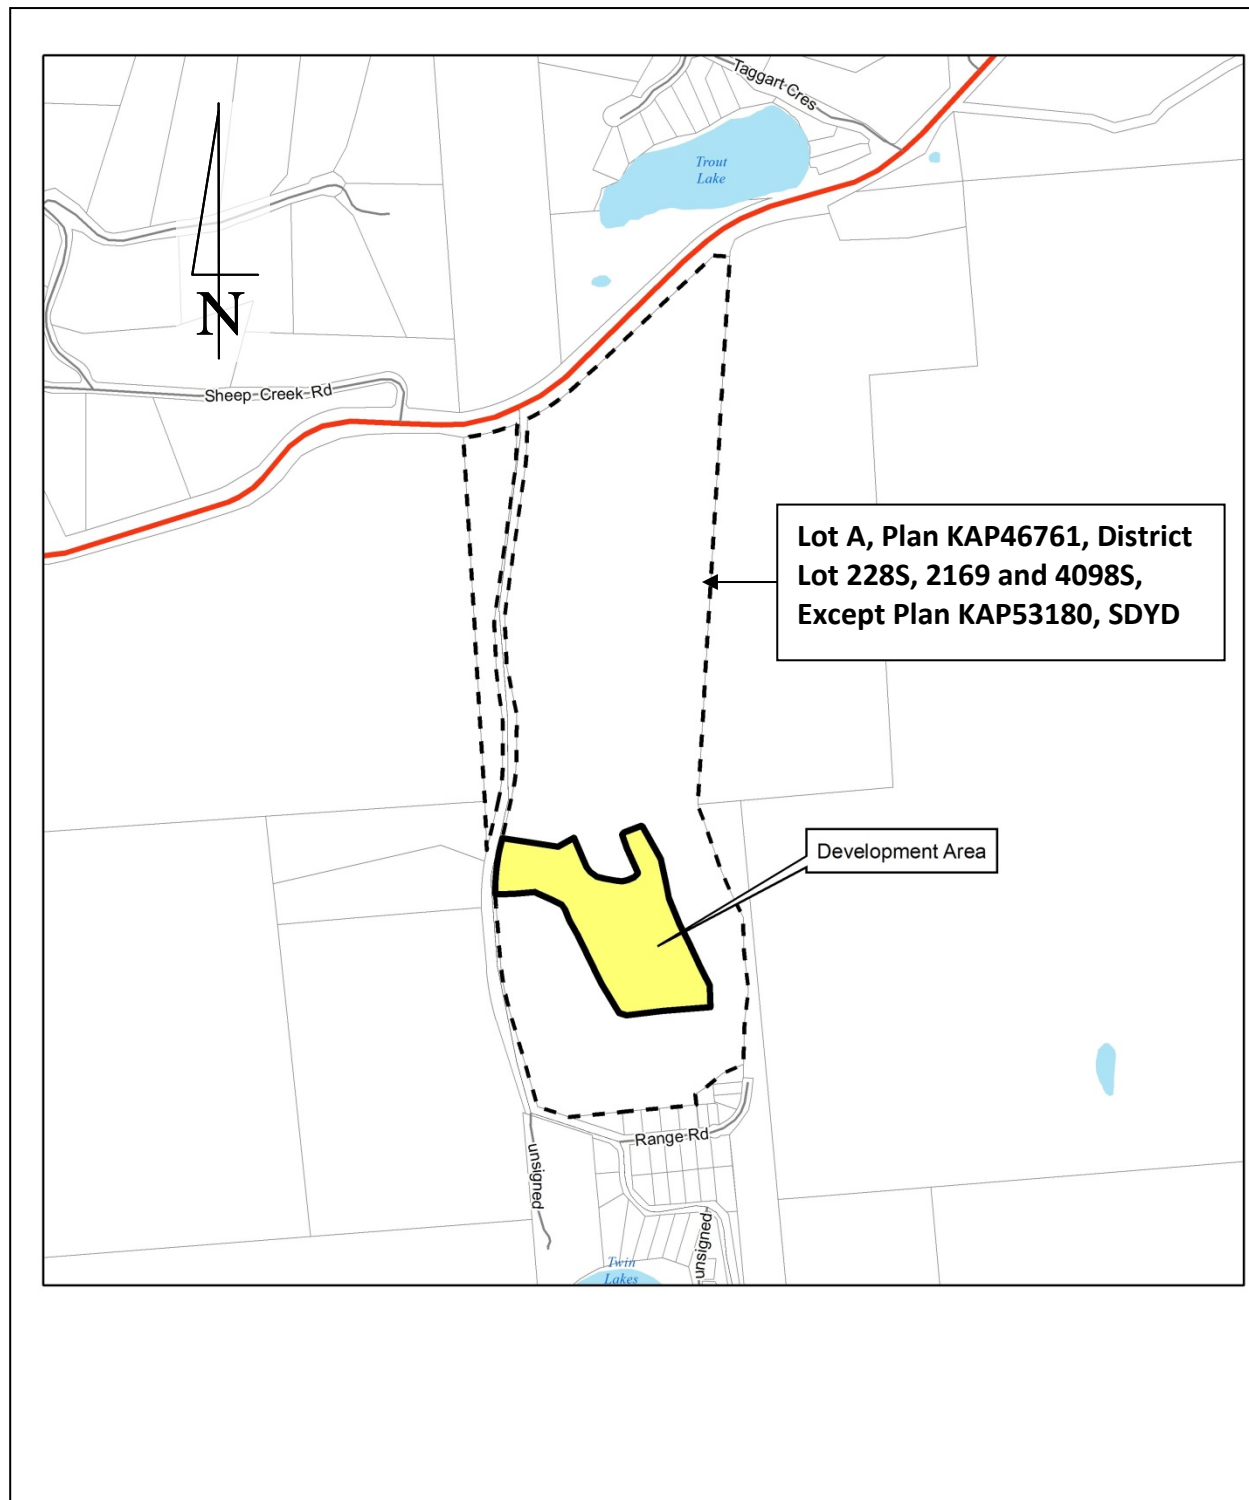 Taggart Cres
Trout
Lake
N
Sheep Creek Rd
Lot A, Plan KAP46761, District
Lot 228S, 2169 and 4098S,
Except Plan KAP53180, SDYD
Development Area
Range Rd
unsigned
unsigned
Twin
Lakes